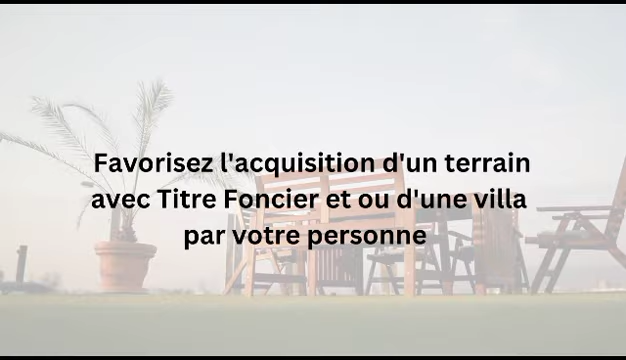 Favorisez l'acquisition d'un terrain
avec Titre Foncier et ou d'une villa
par votre personne